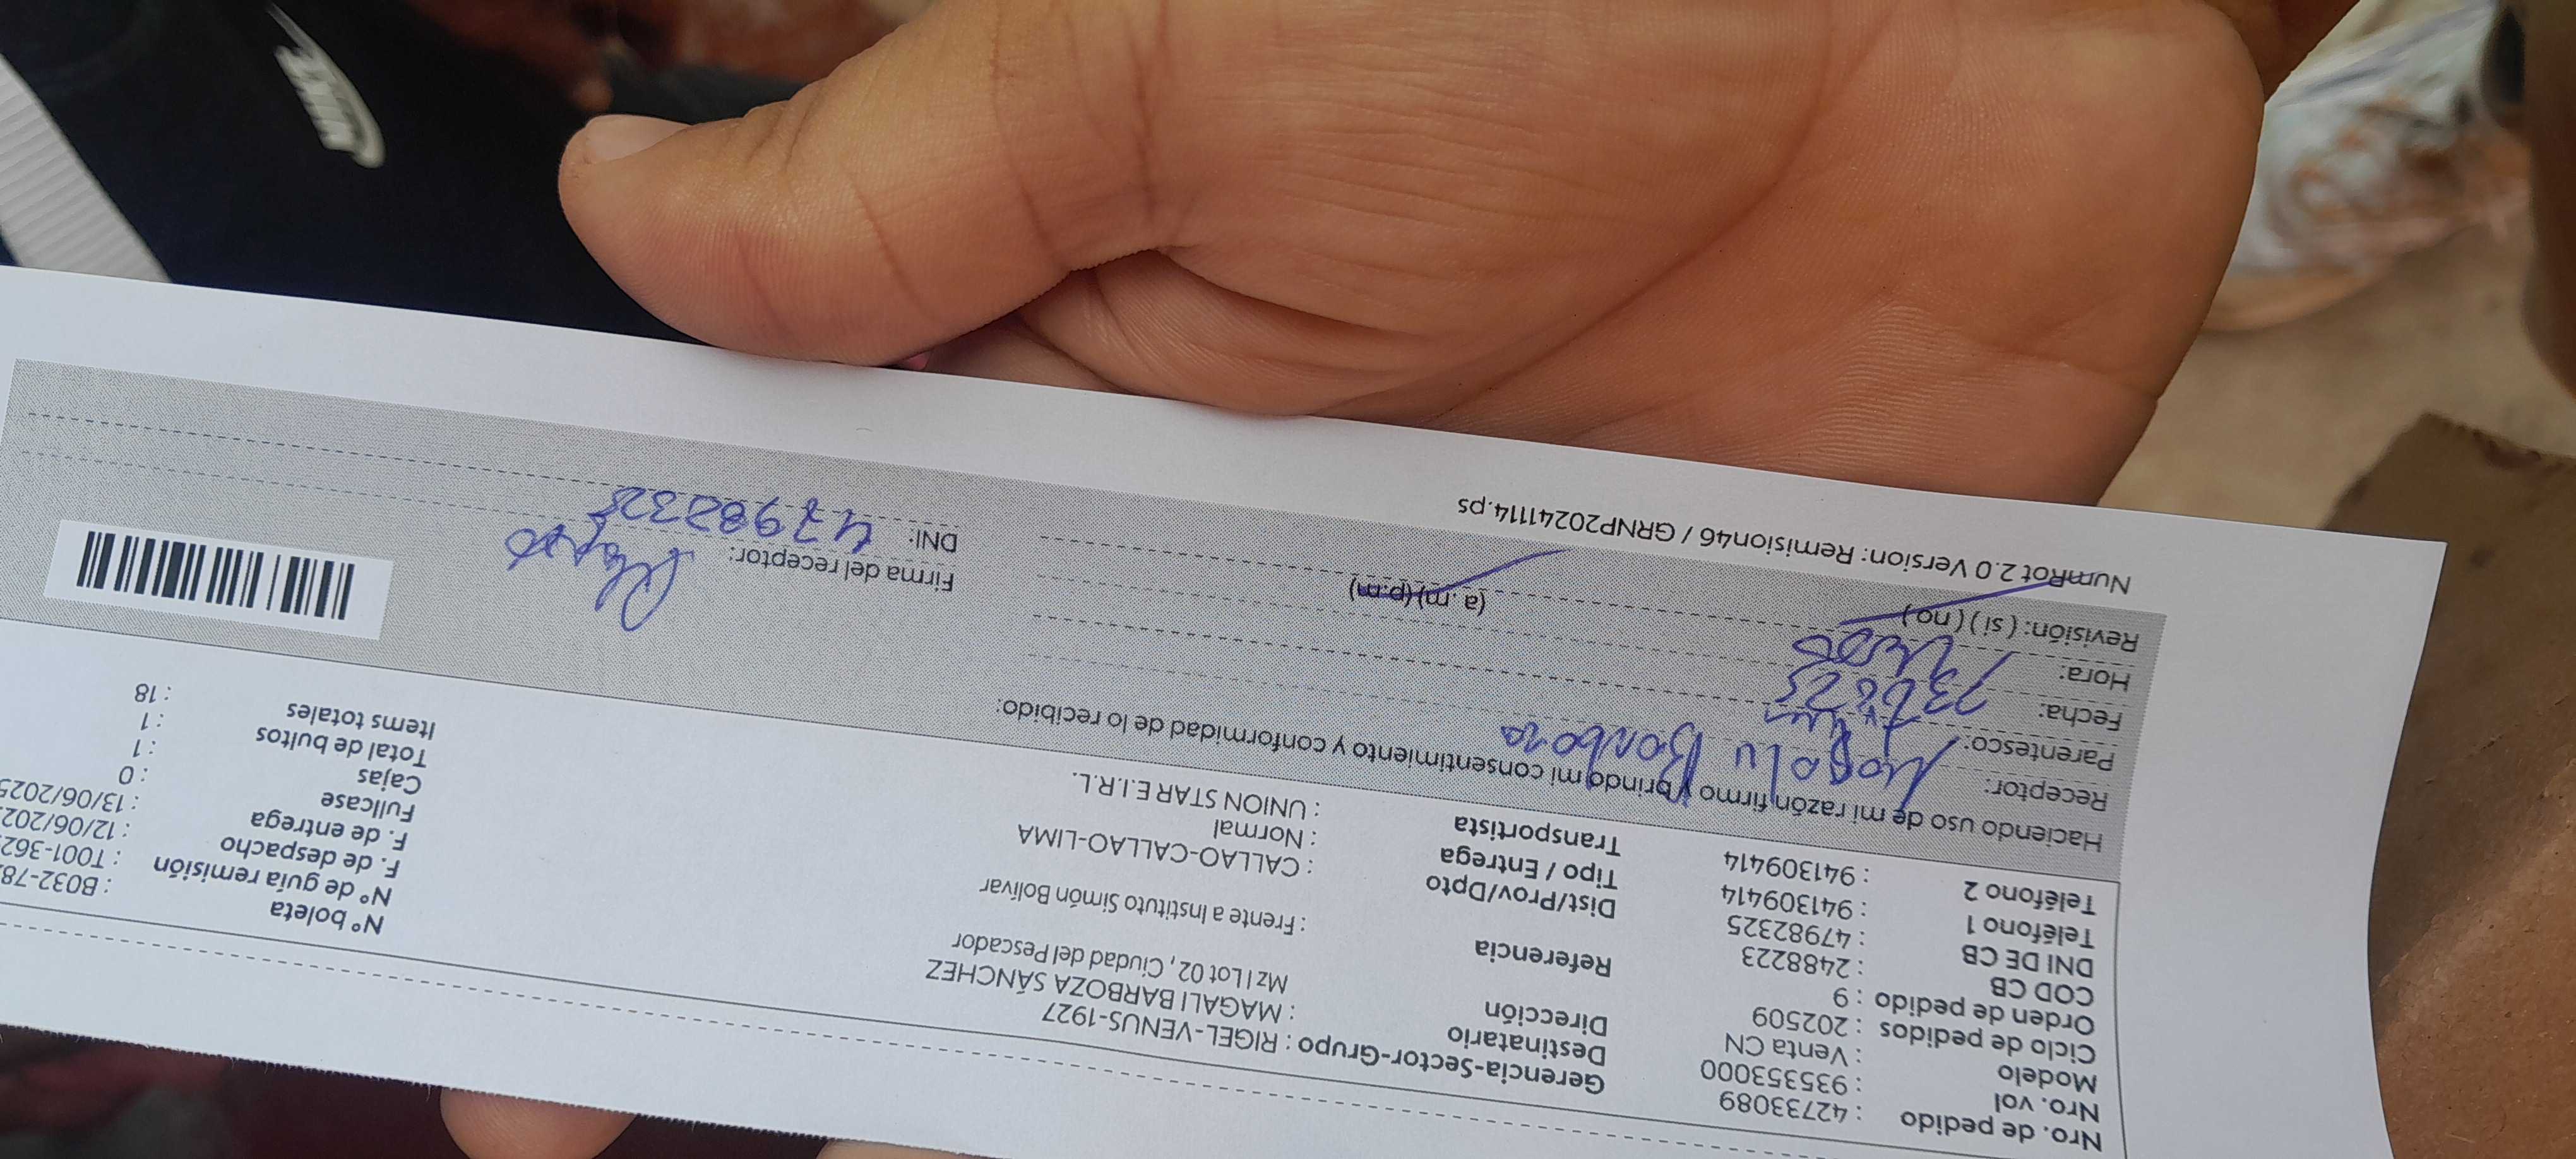 Nro. de pedido : 42733089
Nro. vol : 935353000
Modelo : Venta CN
Ciclo de pedidos : 202509
Orden de pedido : 9
COD CB : 2488223
DNI DE CB : 47982325
Teléfono 1 : 941309414
Teléfono 2 : 941309414
Gerencia-Sector-Grupo : RIGEL-VENUS-1927
Destinatario : MAGALI BARBOZA SÁNCHEZ
Dirección Mz I Lot 02, Ciudad del Pescador
Referencia : Frente a Instituto Simón Bolívar
Dist/Prov/Dpto : CALLAO-CALLAO-LIMA
Tipo / Entrega : Normal
Transportista : UNION STAR E.I.R.L.
N° boleta : B032-78
N° de guía remisión : T001-362
F. de despacho : 12/06/202
F. de entrega : 13/06/2025
Fullcase : 0
Cajas : 1
Total de bultos : 1
Items totales : 18
Haciendo uso de mi razón firmo y brindo mi consentimiento y conformidad de lo recibido:
Receptor: Magaly Barboza
Parentesco:
Fecha:
Hora: (a.m) (p.m)
Revisión: (si) (no)
Firma del receptor:
DNI: 47982325
NumRot 2.0 Version: Remision46 / GRNP20241114.ps
NIKE